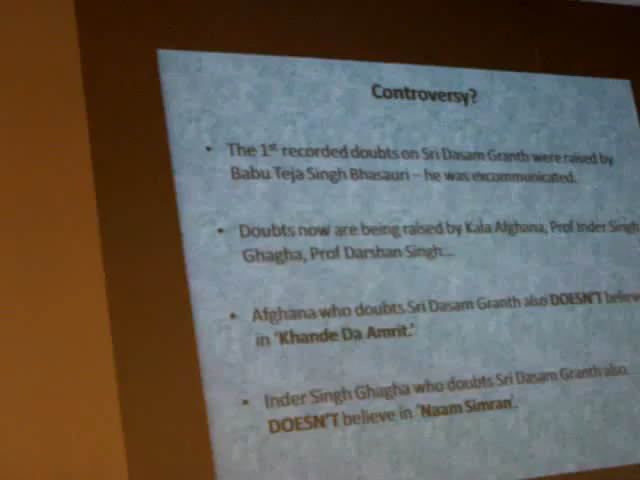 Controversy?
• The 1st recorded doubts on Sri Dasam Granth were raised by
Babu Teja Singh Bhasauri – he was excommunicated.
• Doubts now are being raised by Kala Afghana, Prof Inder Singh
Ghagha, Prof Darshan Singh...
• Afghana who doubts Sri Dasam Granth also DOESN'T believe
in 'Khande Da Amrit.'
• Inder Singh Ghagha who doubts Sri Dasam Granth also
DOESN'T believe in 'Naam Simran'.